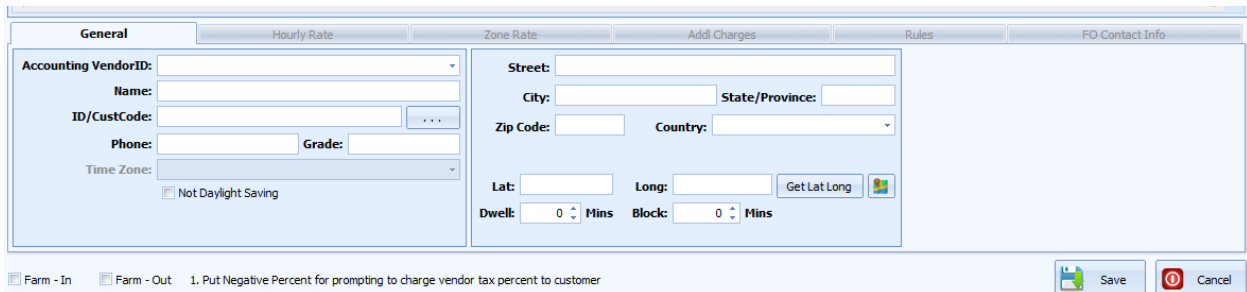 General Hourly Rate Zone Rate Addl Charges Rules FO Contact Info
Accounting VendorID:
Name:
ID/CustCode: ...
Phone: Grade:
Time Zone:
Not Daylight Saving
Street:
City: State/Province:
Zip Code: Country:
Lat: Long: Get Lat Long
Dwell: 0 Mins Block: 0 Mins
Farm - In Farm - Out 1. Put Negative Percent for prompting to charge vendor tax percent to customer Save Cancel